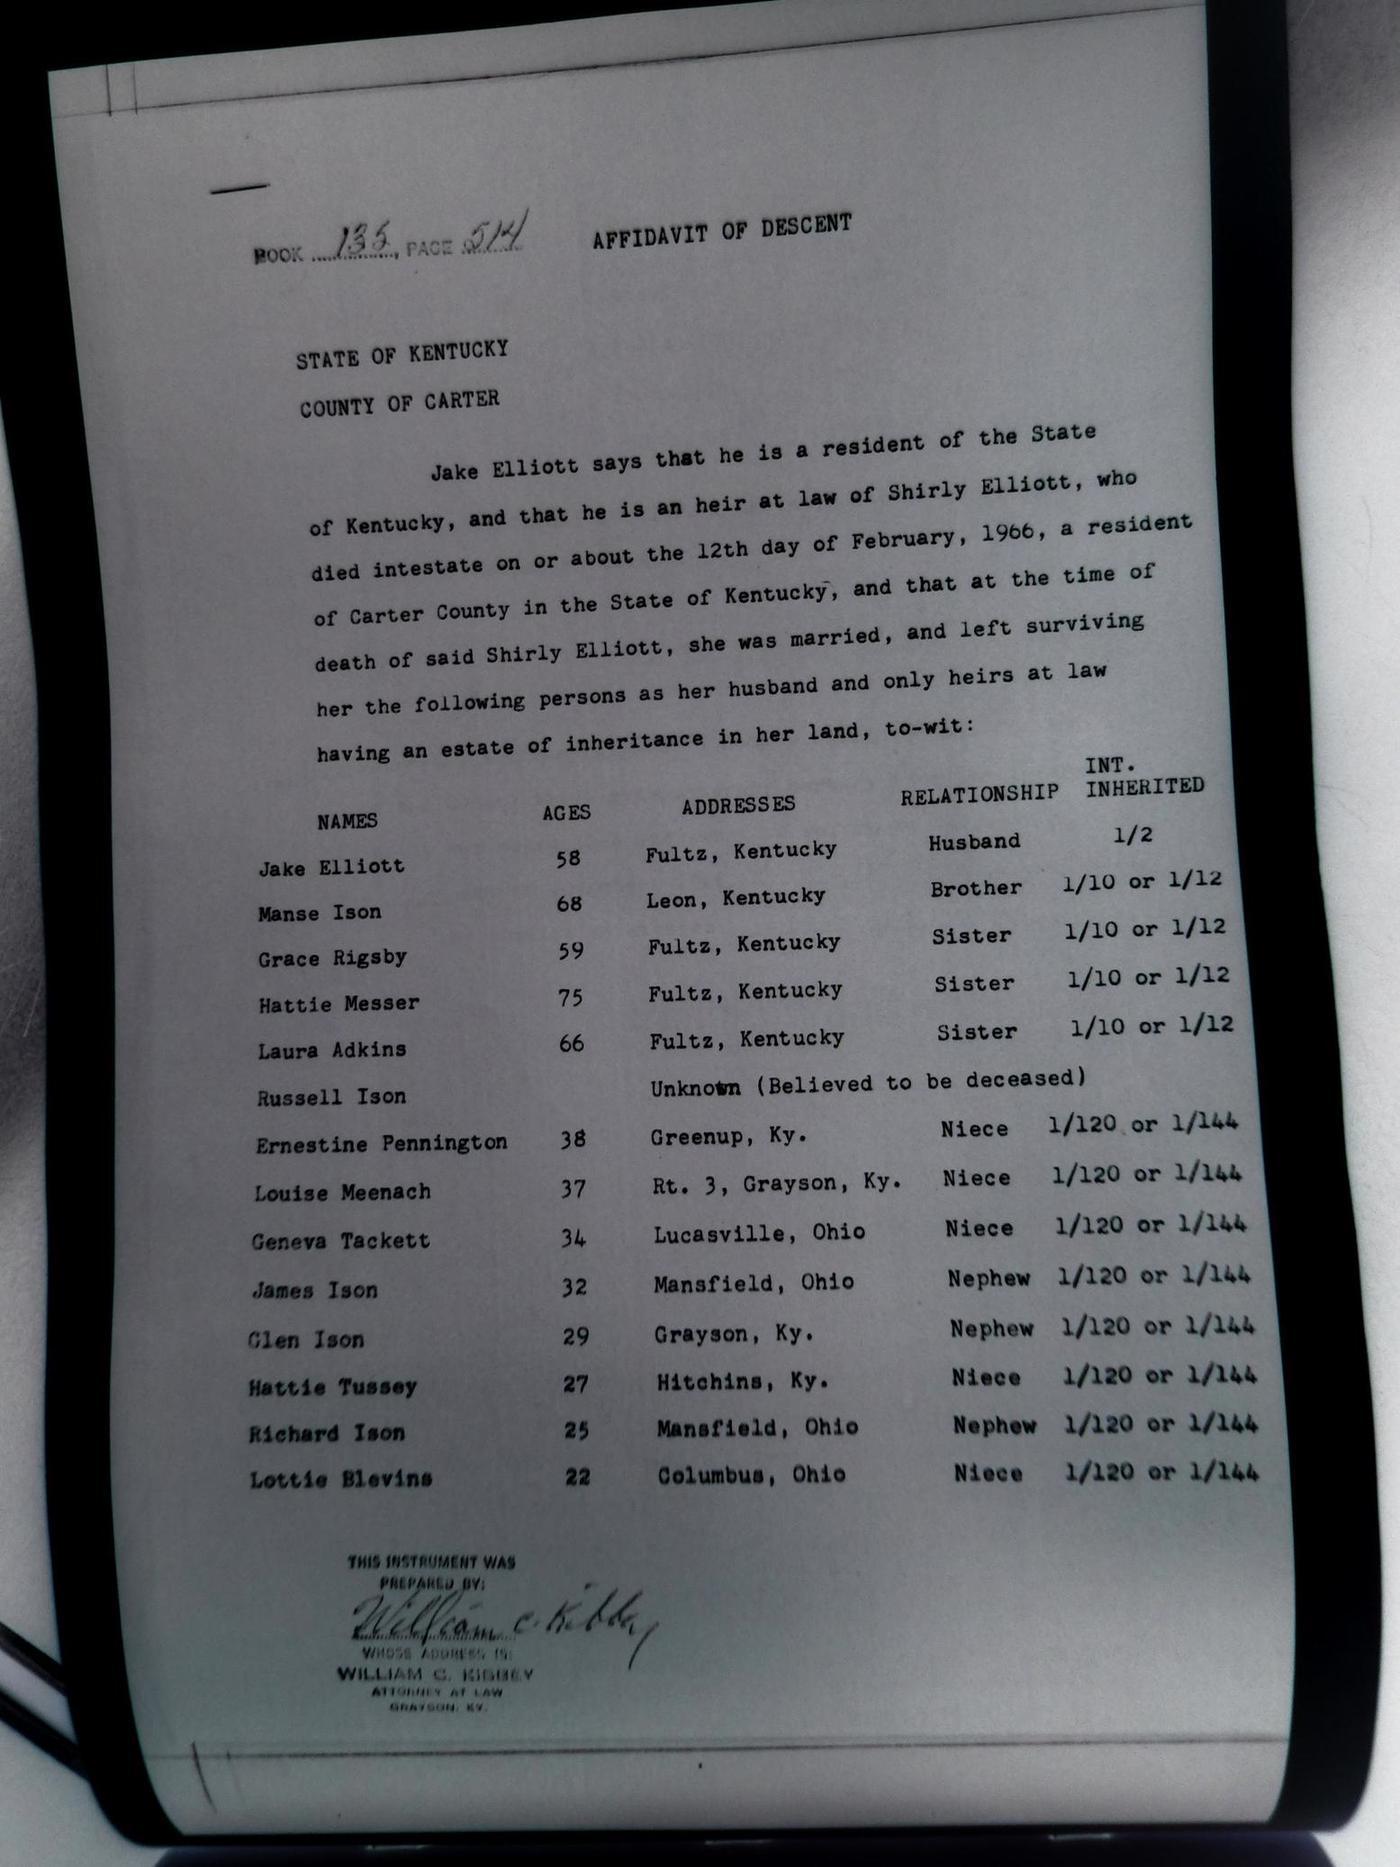 BOOK 135, PAGE 514 AFFIDAVIT OF DESCENT
STATE OF KENTUCKY
COUNTY OF CARTER
Jake Elliott says that he is a resident of the State
of Kentucky, and that he is an heir at law of Shirly Elliott, who
died intestate on or about the 12th day of February, 1966, a resident
of Carter County in the State of Kentucky, and that at the time of
death of said Shirly Elliott, she was married, and left surviving
her the following persons as her husband and only heirs at law
having an estate of inheritance in her land, to-wit:
INT.
NAMES AGES ADDRESSES RELATIONSHIP INHERITED
Jake Elliott 58 Fultz, Kentucky Husband 1/2
Manse Ison 68 Leon, Kentucky Brother 1/10 or 1/12
Grace Rigsby 59 Fultz, Kentucky Sister 1/10 or 1/12
Hattie Messer 75 Fultz, Kentucky Sister 1/10 or 1/12
Laura Adkins 66 Fultz, Kentucky Sister 1/10 or 1/12
Russell Ison Unknown (Believed to be deceased)
Ernestine Pennington 38 Greenup, Ky. Niece 1/120 or 1/144
Louise Meenach 37 Rt. 3, Grayson, Ky. Niece 1/120 or 1/144
Geneva Tackett 34 Lucasville, Ohio Niece 1/120 or 1/144
James Ison 32 Mansfield, Ohio Nephew 1/120 or 1/144
Glen Ison 29 Grayson, Ky. Nephew 1/120 or 1/144
Hattie Tussey 27 Hitchins, Ky. Niece 1/120 or 1/144
Richard Ison 25 Mansfield, Ohio Nephew 1/120 or 1/144
Lottie Blevins 22 Columbus, Ohio Niece 1/120 or 1/144
THIS INSTRUMENT WAS
PREPARED BY:
William C. Kibbey
WHOSE ADDRESS IS:
WILLIAM C. KIBBEY
ATTORNEY AT LAW
GRAYSON, KY.